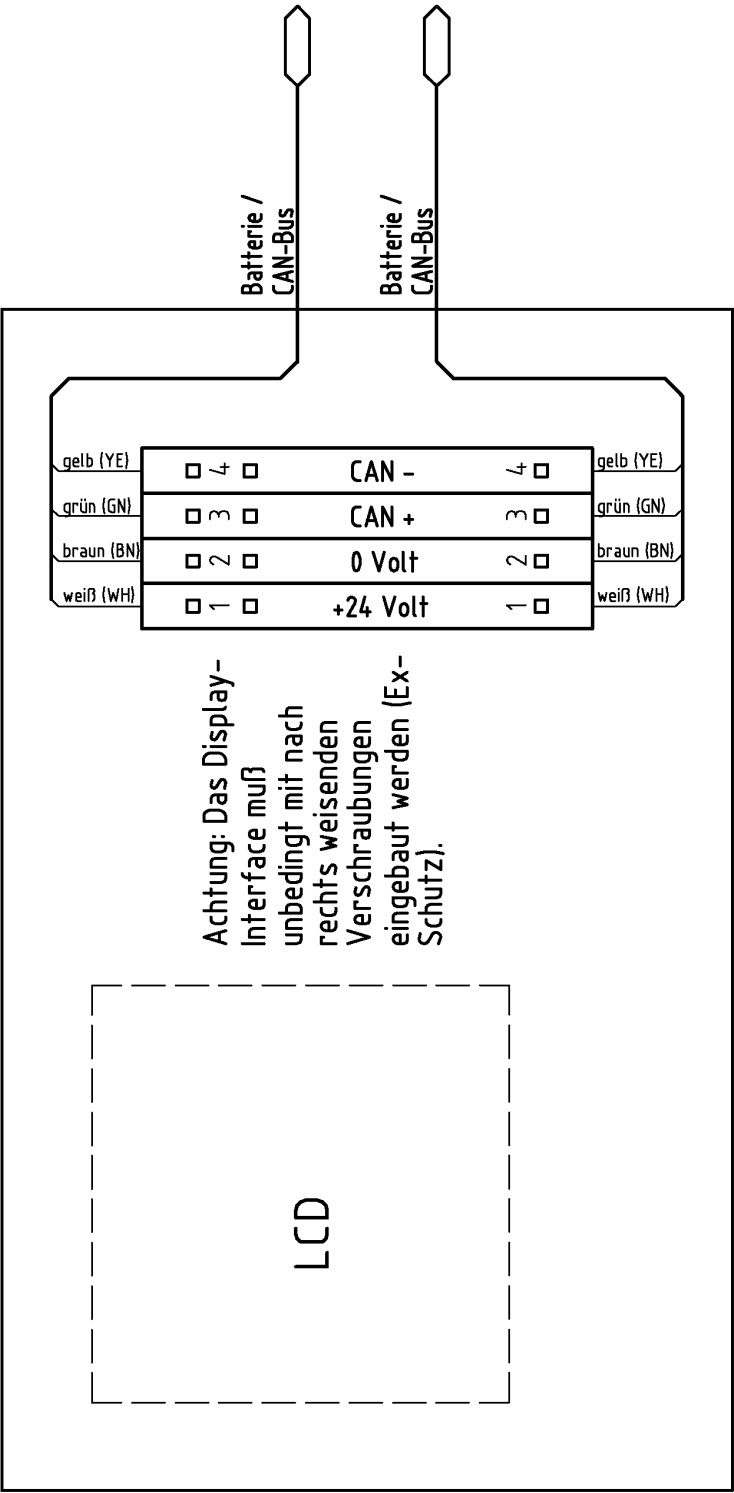 Batterie /
CAN-Bus
Batterie /
CAN-Bus
gelb (YE)
4
CAN -
4
gelb (YE)
grün (GN)
3
CAN +
3
grün (GN)
braun (BN)
2
0 Volt
2
braun (BN)
weiß (WH)
1
+24 Volt
1
weiß (WH)
Achtung: Das Display-
Interface muß
unbedingt mit nach
rechts weisenden
Verschraubungen
eingebaut werden (Ex-
Schutz).
LCD